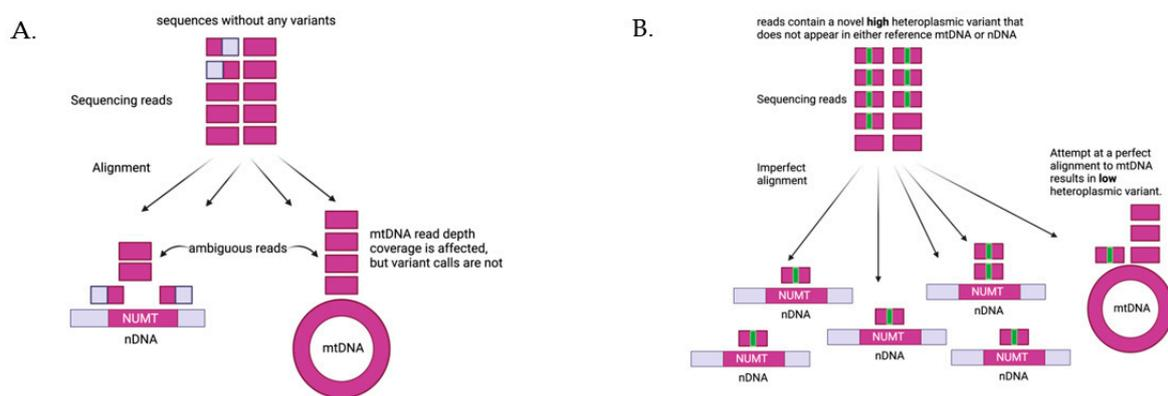 A.
sequences without any variants
Sequencing reads
Alignment
ambiguous reads
mtDNA read depth
coverage is affected,
but variant calls are not
NUMT
nDNA
mtDNA
B.
reads contain a novel high heteroplasmic variant that
does not appear in either reference mtDNA or nDNA
Sequencing reads
Imperfect
alignment
Attempt at a perfect
alignment to mtDNA
results in low
heteroplasmic variant.
NUMT
nDNA
NUMT
nDNA
NUMT
nDNA
NUMT
nDNA
NUMT
nDNA
mtDNA